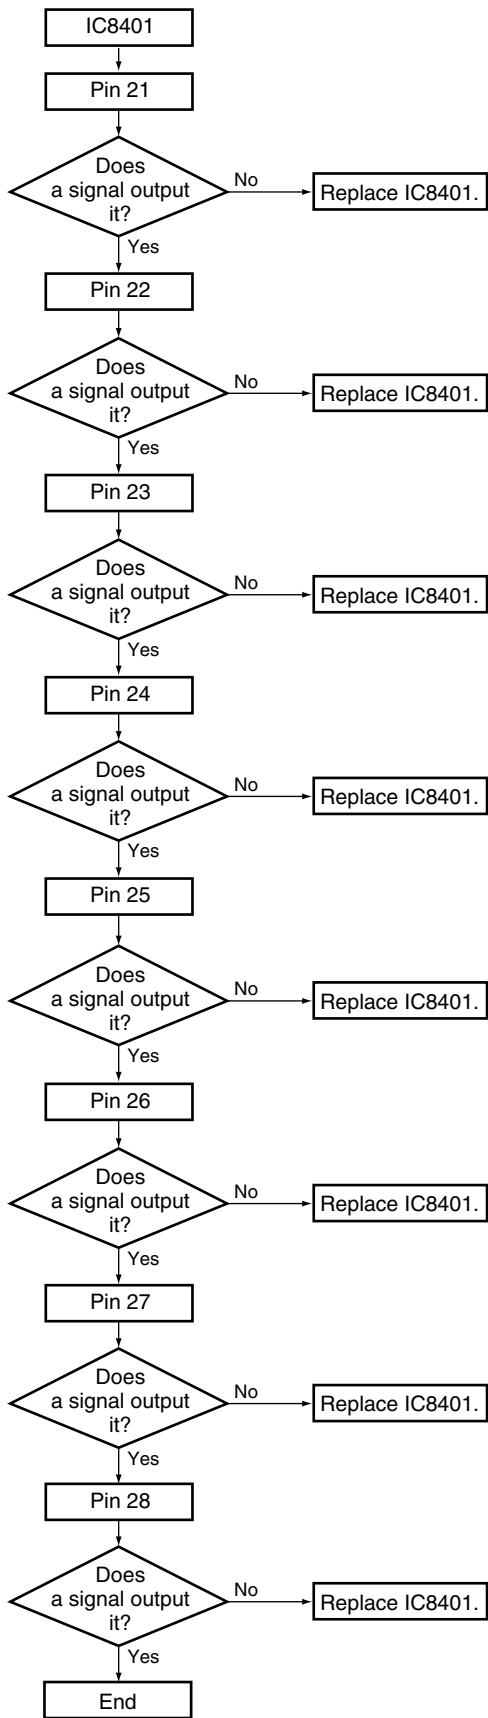 IC8401
Pin 21
Does
a signal output
it?
No
Replace IC8401.
Yes
Pin 22
Does
a signal output
it?
No
Replace IC8401.
Yes
Pin 23
Does
a signal output
it?
No
Replace IC8401.
Yes
Pin 24
Does
a signal output
it?
No
Replace IC8401.
Yes
Pin 25
Does
a signal output
it?
No
Replace IC8401.
Yes
Pin 26
Does
a signal output
it?
No
Replace IC8401.
Yes
Pin 27
Does
a signal output
it?
No
Replace IC8401.
Yes
Pin 28
Does
a signal output
it?
No
Replace IC8401.
Yes
End